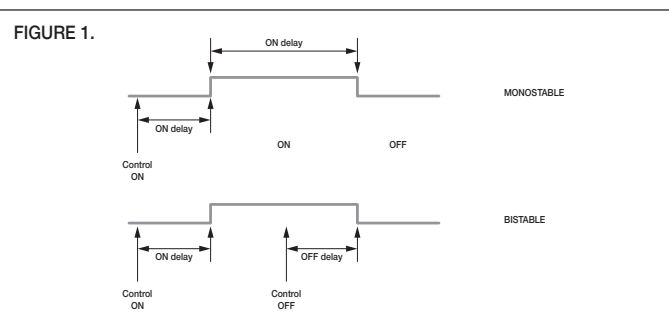 FIGURE 1.
ON delay
MONOSTABLE
ON delay
ON OFF
Control
ON
BISTABLE
ON delay OFF delay
Control Control
ON OFF